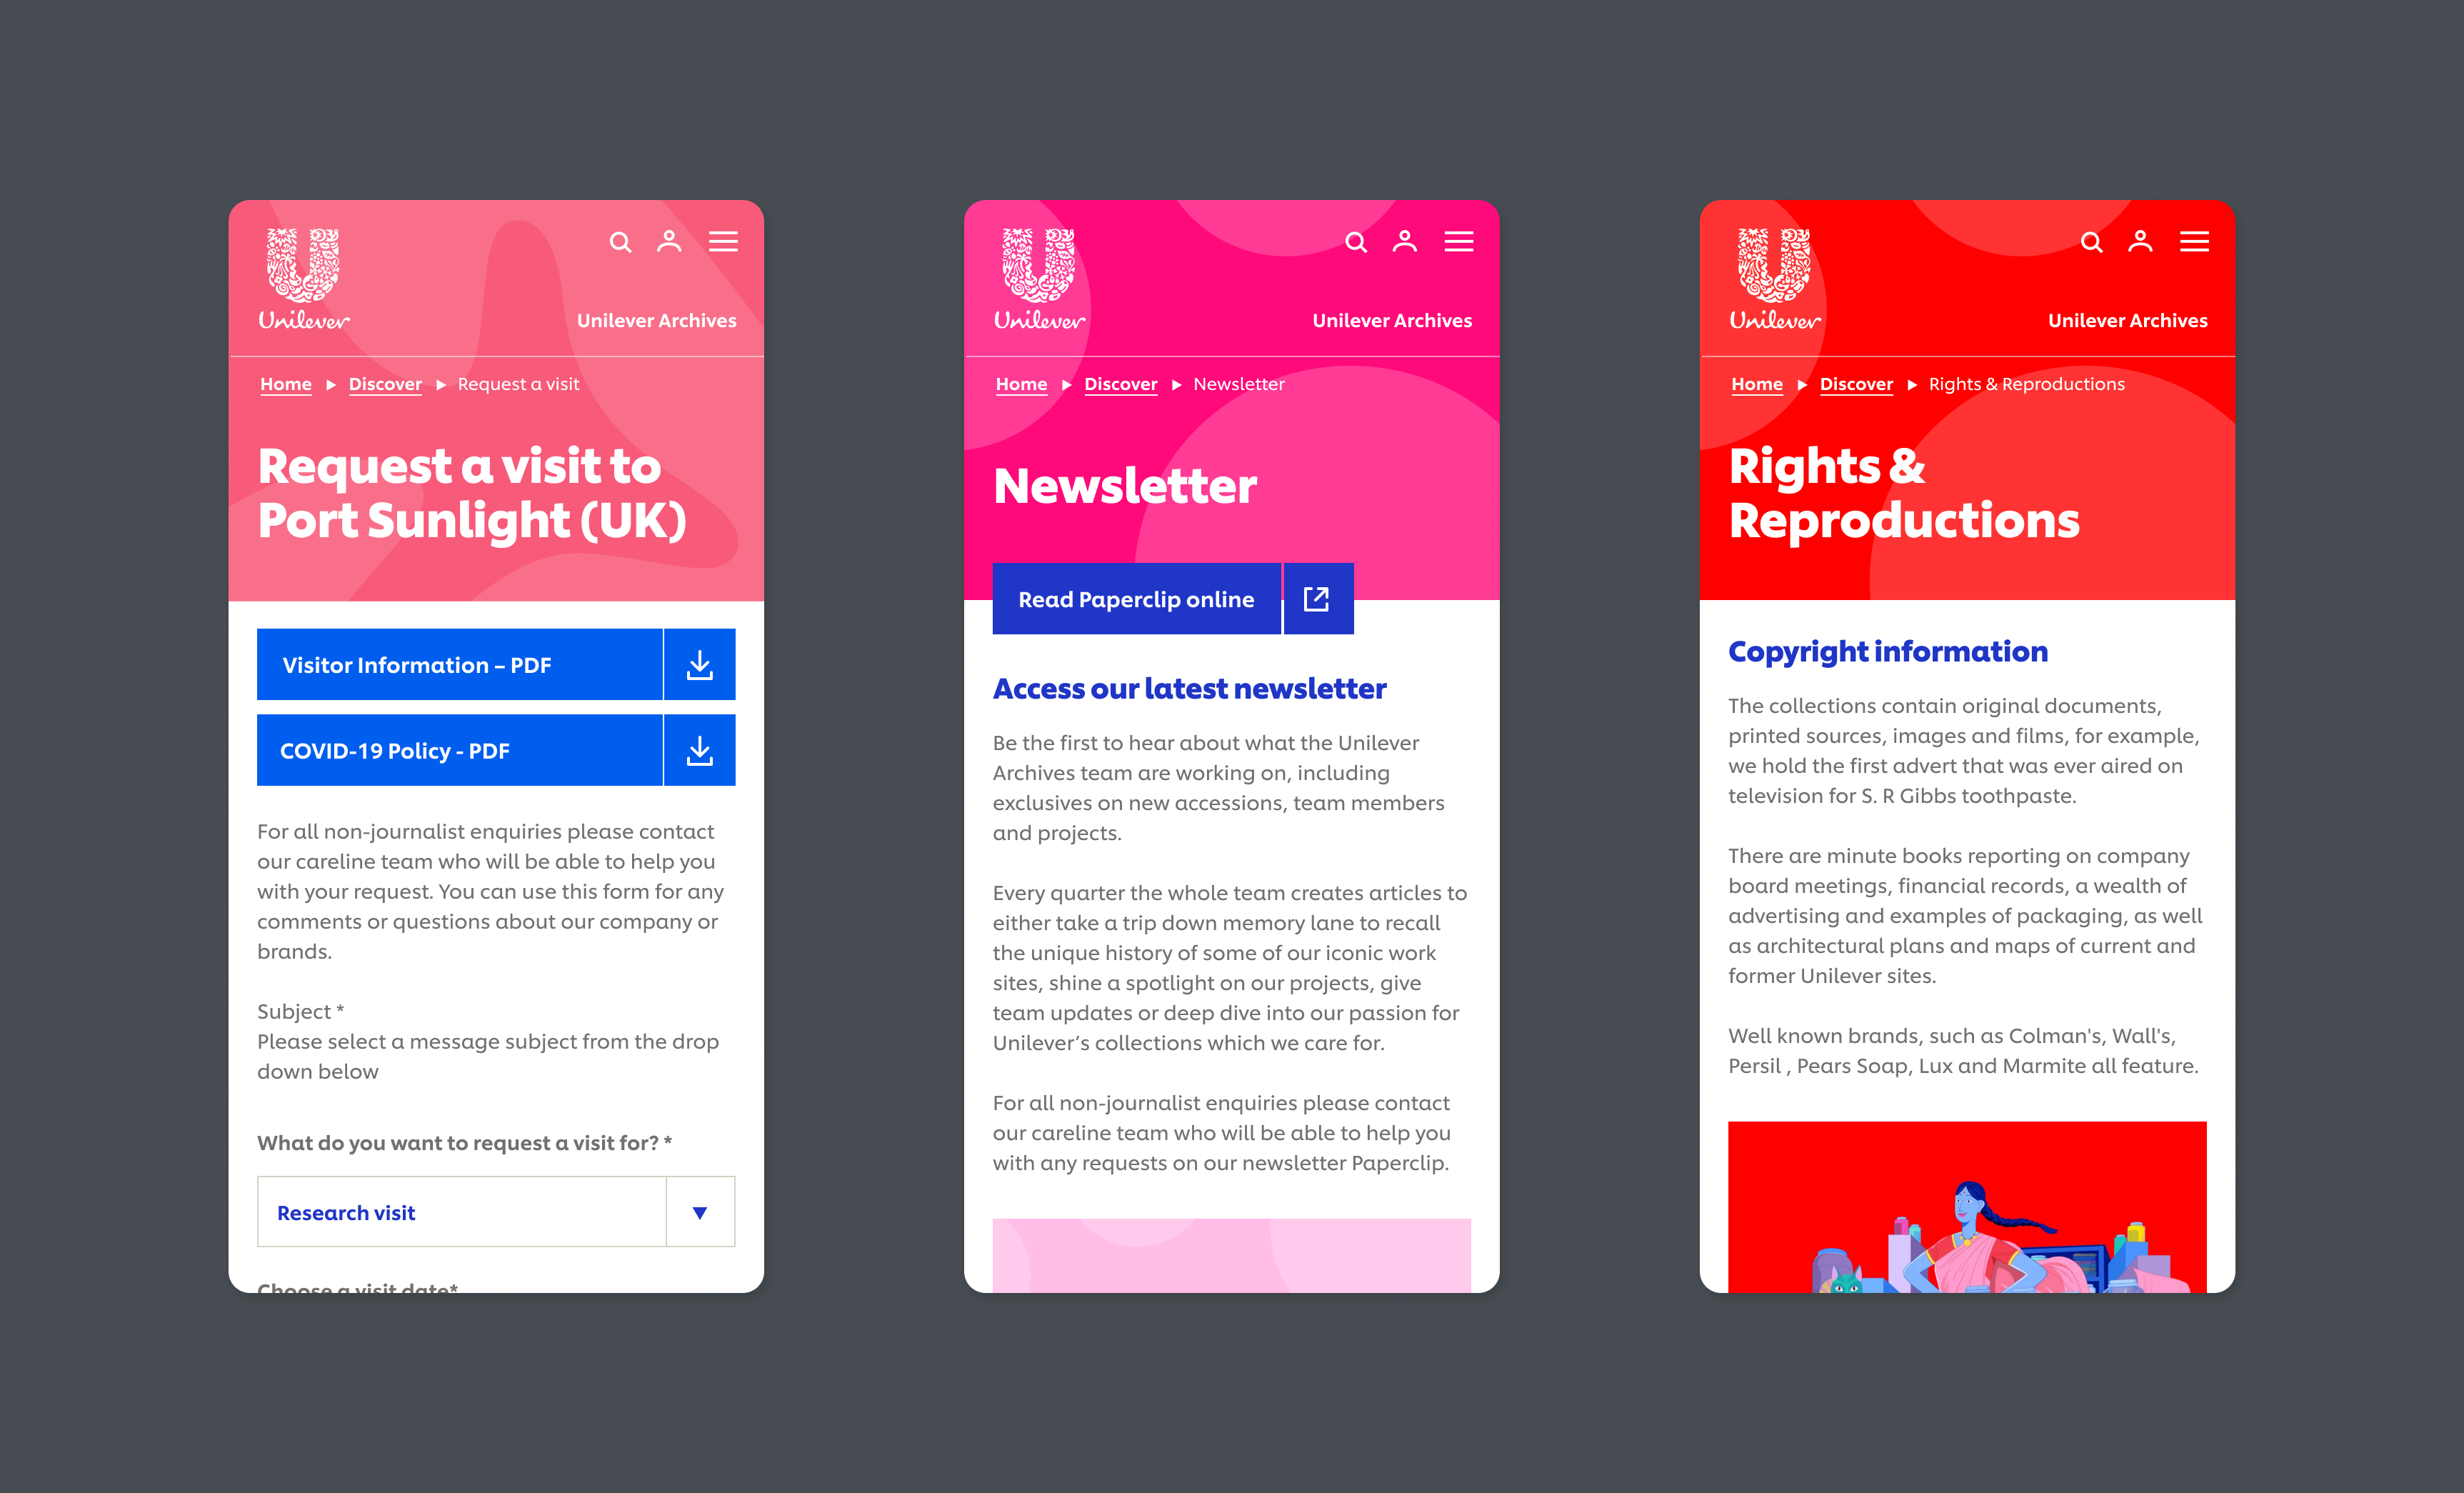 Unilever
Unilever Archives
Home ▶ Discover ▶ Request a visit
Request a visit to
Port Sunlight (UK)
Visitor Information – PDF
COVID-19 Policy - PDF
For all non-journalist enquiries please contact
our careline team who will be able to help you
with your request. You can use this form for any
comments or questions about our company or
brands.
Subject *
Please select a message subject from the drop
down below
What do you want to request a visit for? *
Research visit
Choose a visit date*
Unilever
Unilever Archives
Home ▶ Discover ▶ Newsletter
Newsletter
Read Paperclip online
Access our latest newsletter
Be the first to hear about what the Unilever
Archives team are working on, including
exclusives on new accessions, team members
and projects.
Every quarter the whole team creates articles to
either take a trip down memory lane to recall
the unique history of some of our iconic work
sites, shine a spotlight on our projects, give
team updates or deep dive into our passion for
Unilever’s collections which we care for.
For all non-journalist enquiries please contact
our careline team who will be able to help you
with any requests on our newsletter Paperclip.
Unilever
Unilever Archives
Home ▶ Discover ▶ Rights & Reproductions
Rights &
Reproductions
Copyright information
The collections contain original documents,
printed sources, images and films, for example,
we hold the first advert that was ever aired on
television for S. R Gibbs toothpaste.
There are minute books reporting on company
board meetings, financial records, a wealth of
advertising and examples of packaging, as well
as architectural plans and maps of current and
former Unilever sites.
Well known brands, such as Colman's, Wall's,
Persil , Pears Soap, Lux and Marmite all feature.